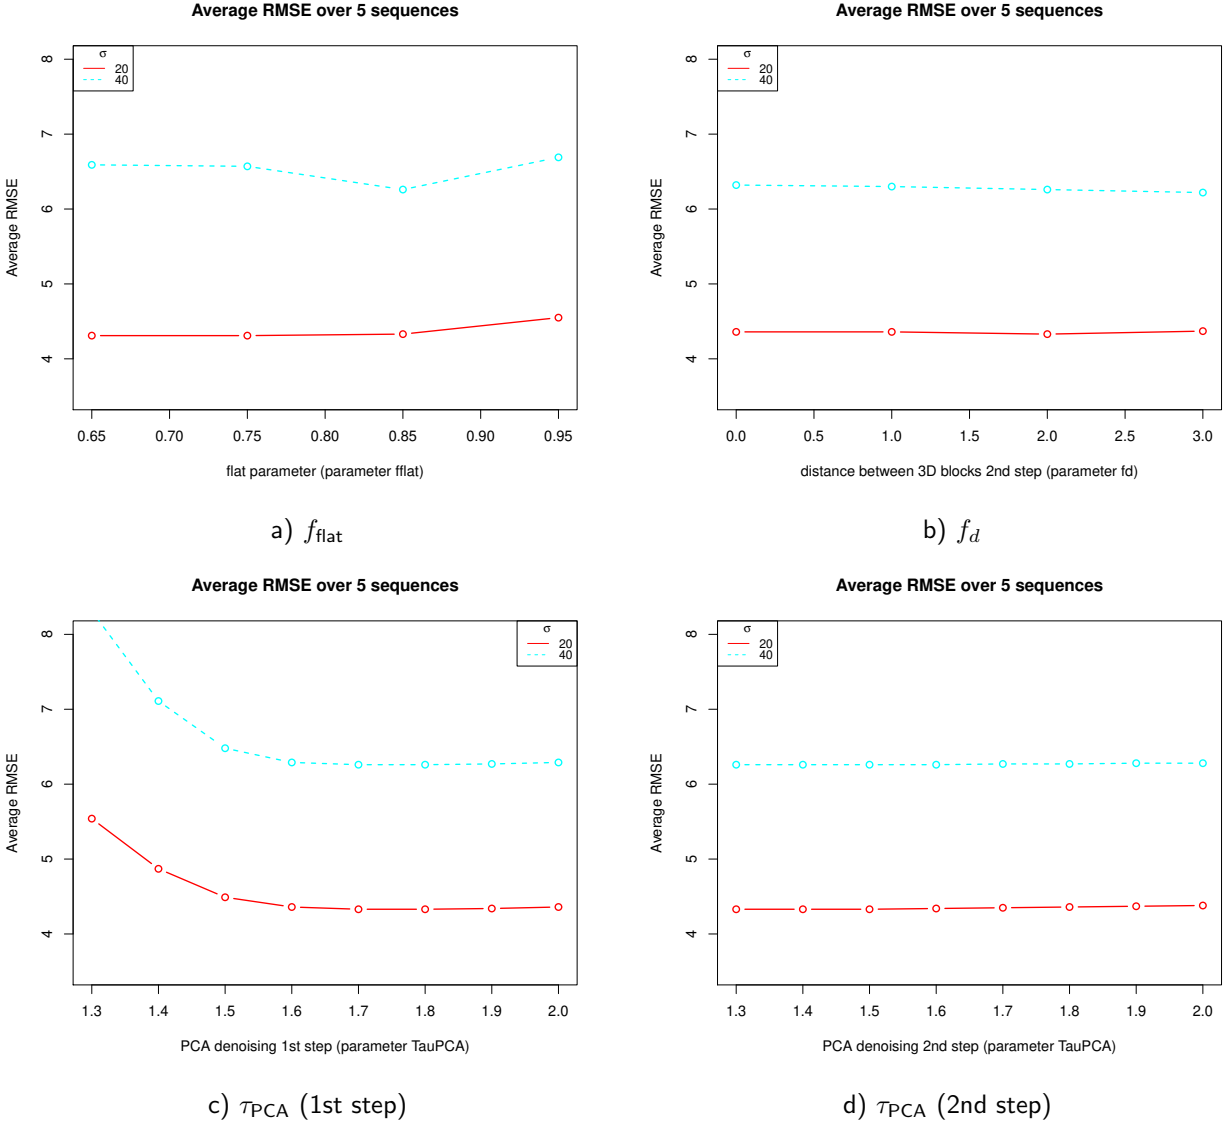 Average RMSE over 5 sequences
σ
20
40
8
7
6
5
4
Average RMSE
0.65 0.70 0.75 0.80 0.85 0.90 0.95
flat parameter (parameter fflat)
a) fflat
Average RMSE over 5 sequences
σ
20
40
8
7
6
5
4
Average RMSE
0.0 0.5 1.0 1.5 2.0 2.5 3.0
distance between 3D blocks 2nd step (parameter fd)
b) fd
Average RMSE over 5 sequences
σ
20
40
8
7
6
5
4
Average RMSE
1.3 1.4 1.5 1.6 1.7 1.8 1.9 2.0
PCA denoising 1st step (parameter TauPCA)
c) τPCA (1st step)
Average RMSE over 5 sequences
σ
20
40
8
7
6
5
4
Average RMSE
1.3 1.4 1.5 1.6 1.7 1.8 1.9 2.0
PCA denoising 2nd step (parameter TauPCA)
d) τPCA (2nd step)